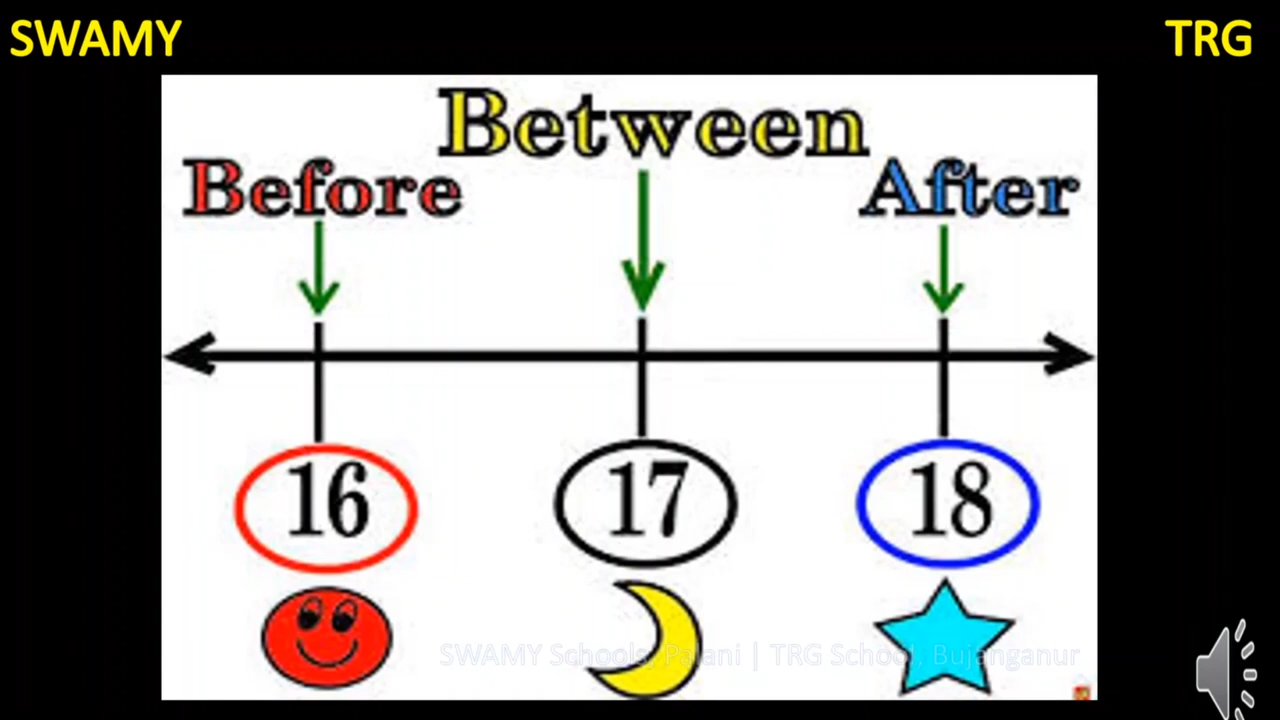 SWAMY
TRG
Between
Before
After
16 17 18
SWAMY Schools, Palani | TRG School, Bujanganur